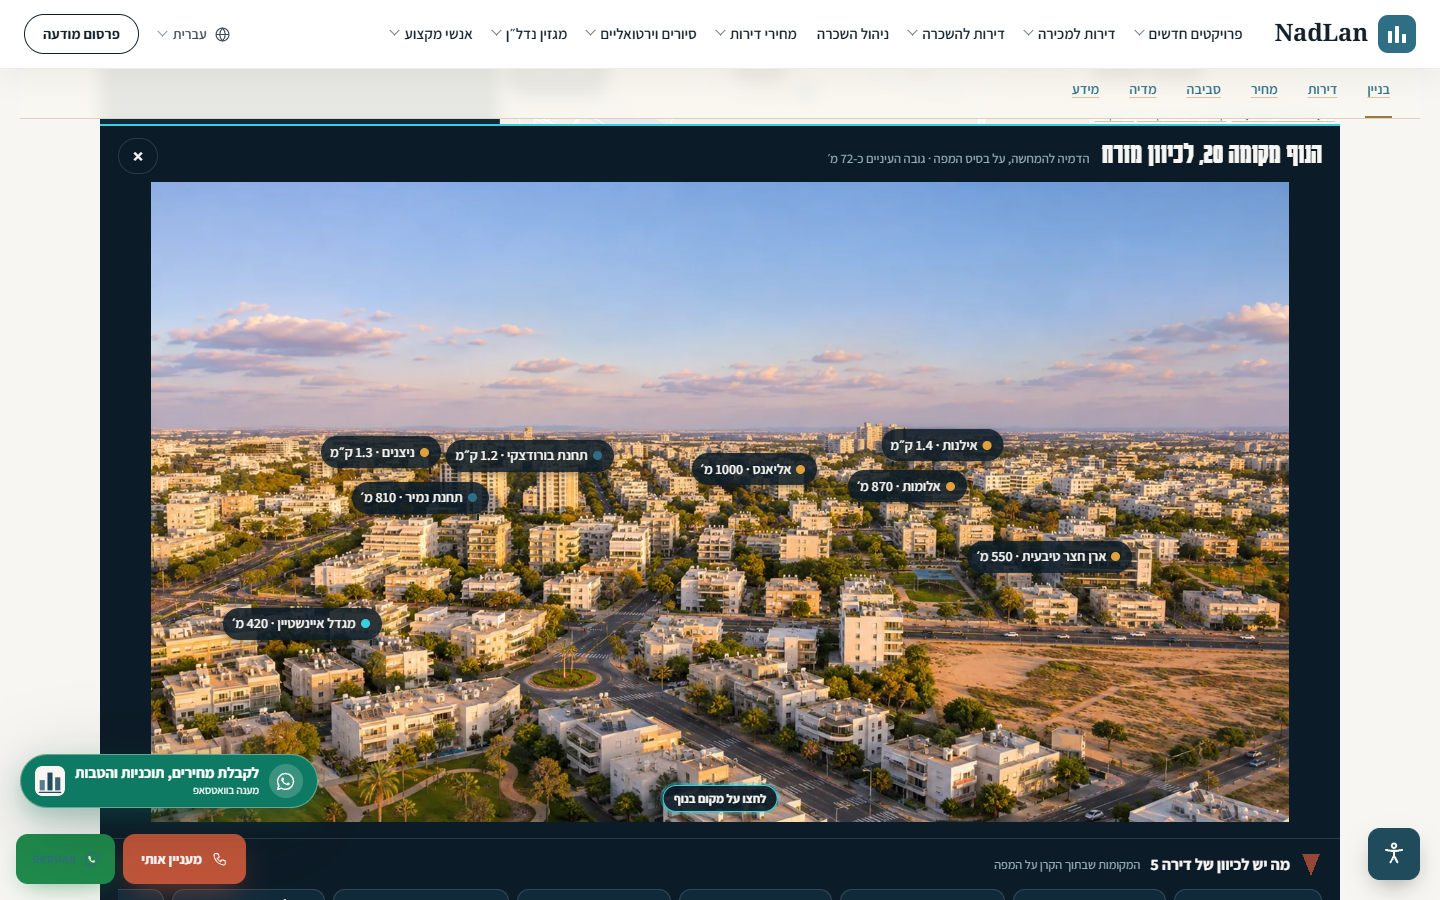 NadLan
פרויקטים חדשים
דירות למכירה
דירות להשכרה
ניהול השכרה
מחירי דירות
סיורים וירטואליים
מגזין נדל״ן
אנשי מקצוע
עברית
פרסום מודעה
בניין
דירות
מחיר
סביבה
מדיה
מידע
הנוף מקומה 20, לכיוון מזרח
הדמיה להמחשה, על בסיס המפה · גובה העיניים כ-72 מ׳
×
אילנות · 1.4 ק״מ
ניצנים · 1.3 ק״מ
תחנת בורודצקי · 1.2 ק״מ
אליאנס · 1000 מ׳
אלומות · 870 מ׳
תחנת נמיר · 810 מ׳
ארן חצר טיבעית · 550 מ׳
מגדל איינשטיין · 420 מ׳
לחצו על מקום בנוף
לקבלת מחירים, תוכניות והטבות
מענה בוואטסאפ
מעניין אותי
מה יש לכיוון של דירה 5
המקומות שבתוך הקרן על המפה